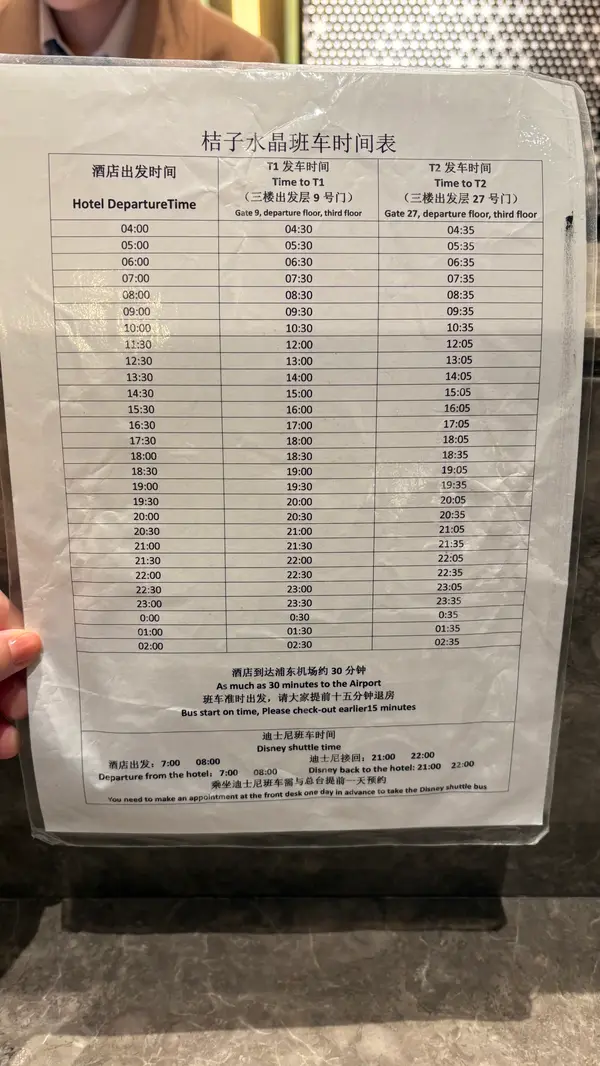 桔子水晶班车时间表
酒店出发时间
Hotel DepartureTime
T1 发车时间
Time to T1
（三楼出发层 9 号门）
Gate 9, departure floor, third floor
T2 发车时间
Time to T2
（三楼出发层 27 号门）
Gate 27, departure floor, third floor
04:00 04:30 04:35
05:00 05:30 05:35
06:00 06:30 06:35
07:00 07:30 07:35
08:00 08:30 08:35
09:00 09:30 09:35
10:00 10:30 10:35
11:30 12:00 12:05
12:30 13:00 13:05
13:30 14:00 14:05
14:30 15:00 15:05
15:30 16:00 16:05
16:30 17:00 17:05
17:30 18:00 18:05
18:00 18:30 18:35
18:30 19:00 19:05
19:00 19:30 19:35
19:30 20:00 20:05
20:00 20:30 20:35
20:30 21:00 21:05
21:00 21:30 21:35
21:30 22:00 22:05
22:00 22:30 22:35
22:30 23:00 23:05
23:00 23:30 23:35
0:00 0:30 0:35
01:00 01:30 01:35
02:00 02:30 02:35
酒店到达浦东机场约 30 分钟
As much as 30 minutes to the Airport
班车准时出发，请大家提前十五分钟退房
Bus start on time, Please check-out earlier15 minutes
迪士尼班车时间
Disney shuttle time
酒店出发：7:00 08:00 迪士尼接回：21:00 22:00
Departure from the hotel：7:00 08:00 Disney back to the hotel: 21:00 22:00
乘坐迪士尼班车需与总台提前一天预约
You need to make an appointment at the front desk one day in advance to take the Disney shuttle bus